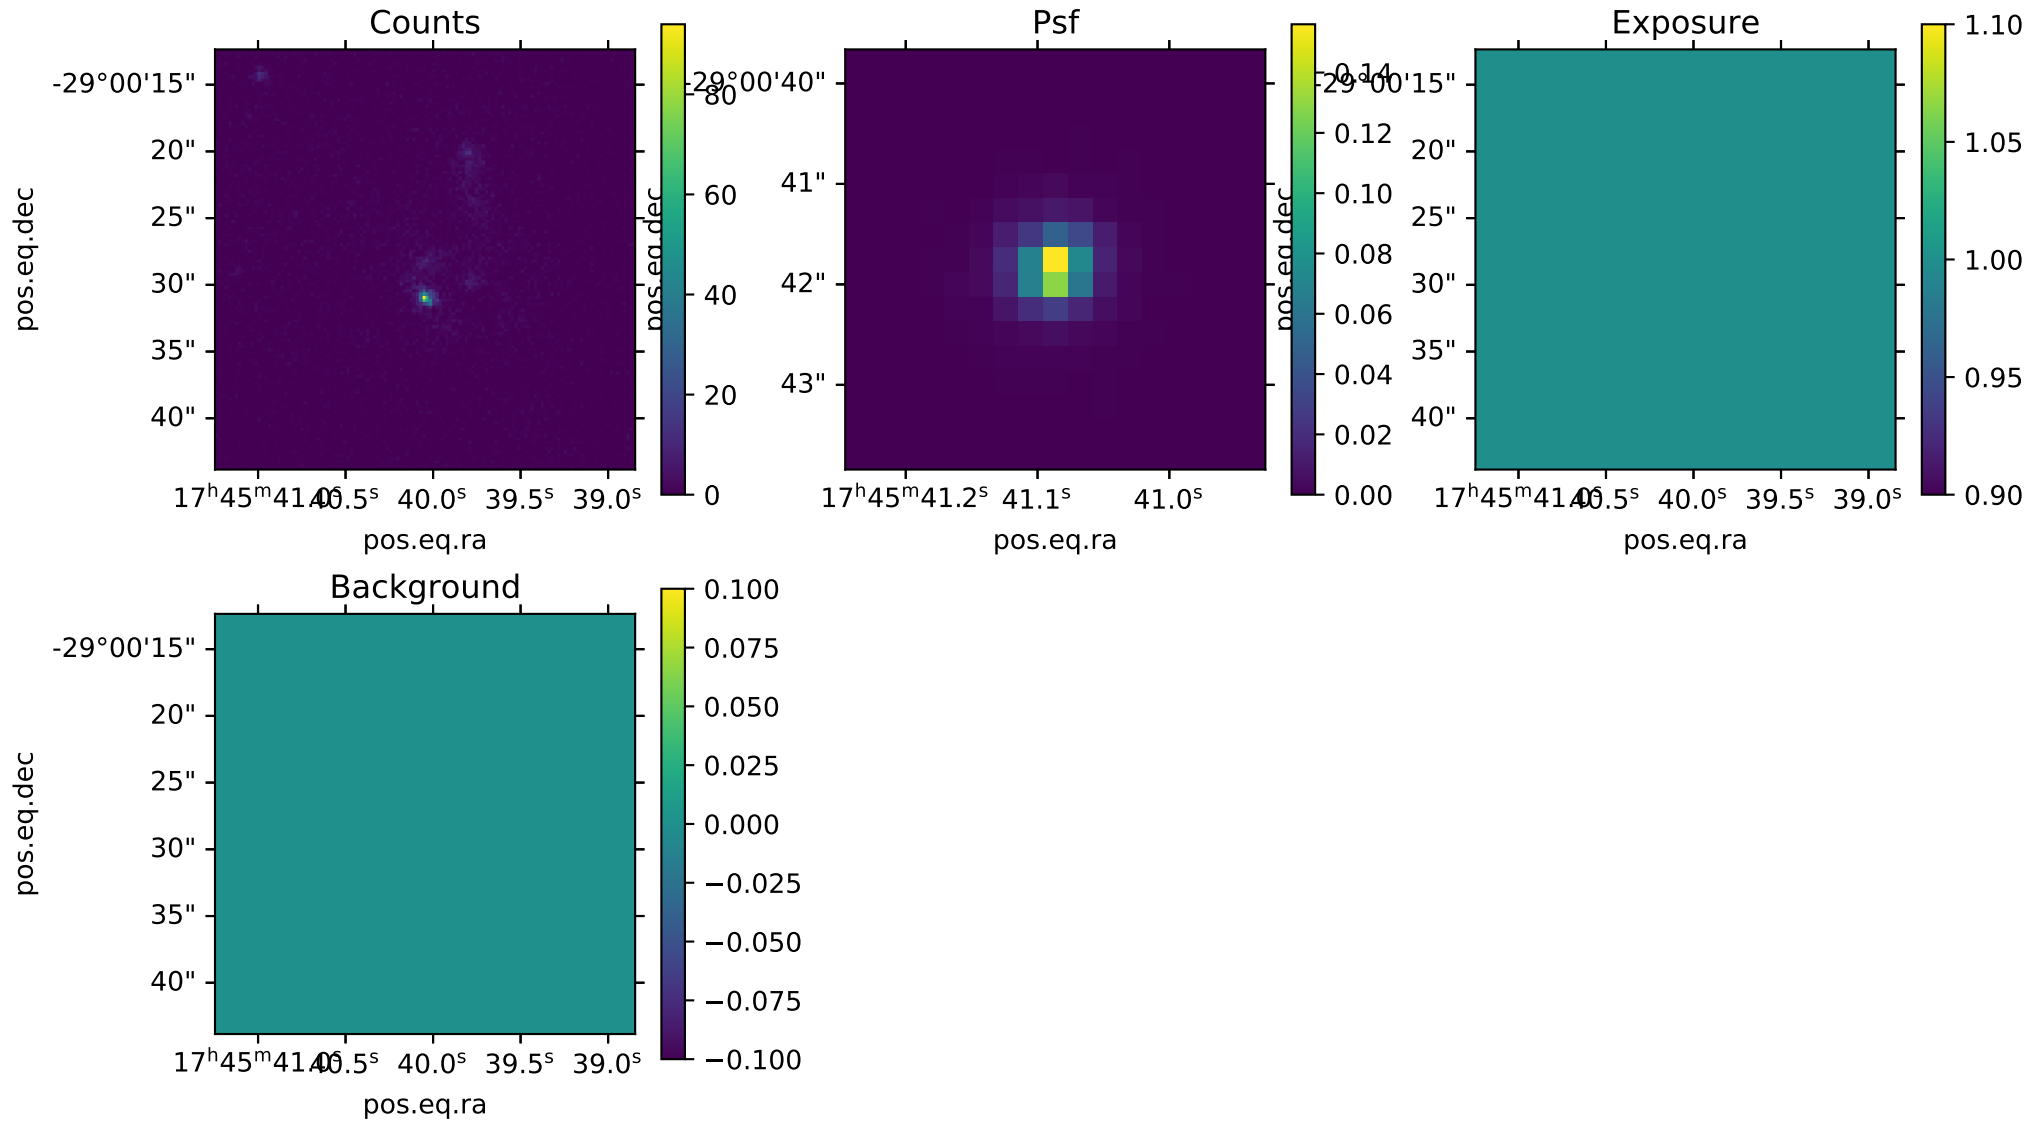 Counts
pos.eq.dec
-29°00'15"
20"
25"
30"
35"
40"
17ʰ45ᵐ41.0ˢ
40.5ˢ
40.0ˢ
39.5ˢ
39.0ˢ
pos.eq.ra
80
60
40
20
0
Psf
pos.eq.dec
-29°00'40"
41"
42"
43"
17ʰ45ᵐ41.2ˢ
41.1ˢ
41.0ˢ
pos.eq.ra
0.14
0.12
0.10
0.08
0.06
0.04
0.02
0.00
Exposure
pos.eq.dec
-29°00'15"
20"
25"
30"
35"
40"
17ʰ45ᵐ41.0ˢ
40.5ˢ
40.0ˢ
39.5ˢ
39.0ˢ
pos.eq.ra
1.10
1.05
1.00
0.95
0.90
Background
pos.eq.dec
-29°00'15"
20"
25"
30"
35"
40"
17ʰ45ᵐ41.0ˢ
40.5ˢ
40.0ˢ
39.5ˢ
39.0ˢ
pos.eq.ra
0.100
0.075
0.050
0.025
0.000
−0.025
−0.050
−0.075
−0.100